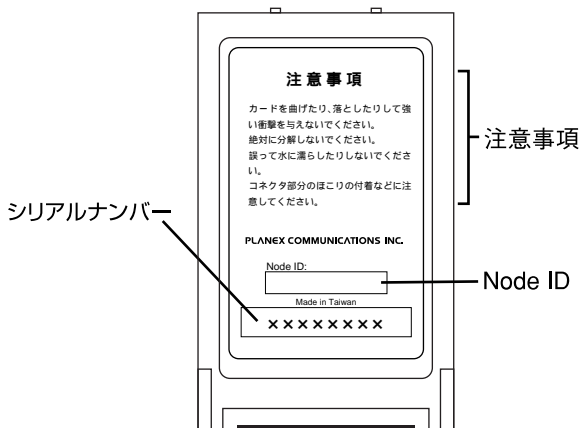 注意事項
カードを曲げたり、落としたりして強
い衝撃を与えないでください。
絶対に分解しないでください。
誤って水に濡らしたりしないでくださ
い。
コネクタ部分のほこりの付着などに注
意してください。
注意事項
シリアルナンバー
PLANEX COMMUNICATIONS INC.
Node ID:
Node ID
Made in Taiwan
××××××××